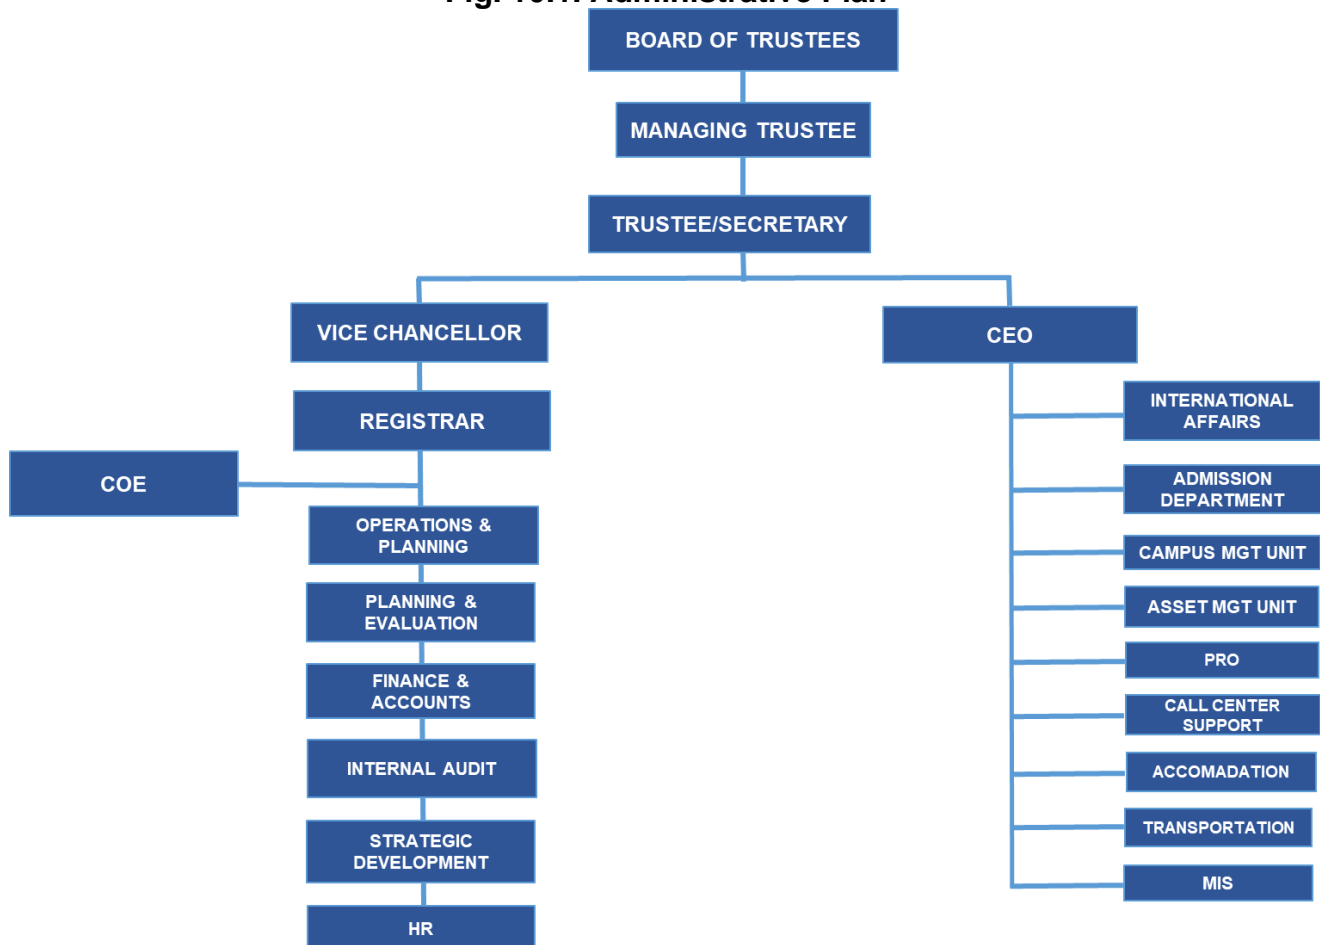 BOARD OF TRUSTEES
MANAGING TRUSTEE
TRUSTEE/SECRETARY
VICE CHANCELLOR
CEO
REGISTRAR
COE
OPERATIONS &
PLANNING
PLANNING &
EVALUATION
FINANCE &
ACCOUNTS
INTERNAL AUDIT
STRATEGIC
DEVELOPMENT
HR
INTERNATIONAL
AFFAIRS
ADMISSION
DEPARTMENT
CAMPUS MGT UNIT
ASSET MGT UNIT
PRO
CALL CENTER
SUPPORT
ACCOMADATION
TRANSPORTATION
MIS